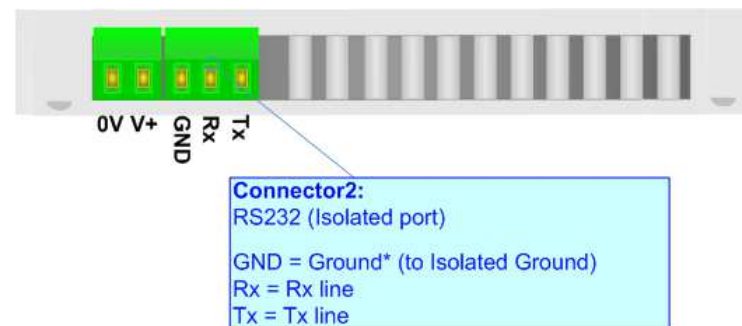 0V V+ GND Rx Tx
Connector2:
RS232 (Isolated port)
GND = Ground* (to Isolated Ground)
Rx = Rx line
Tx = Tx line